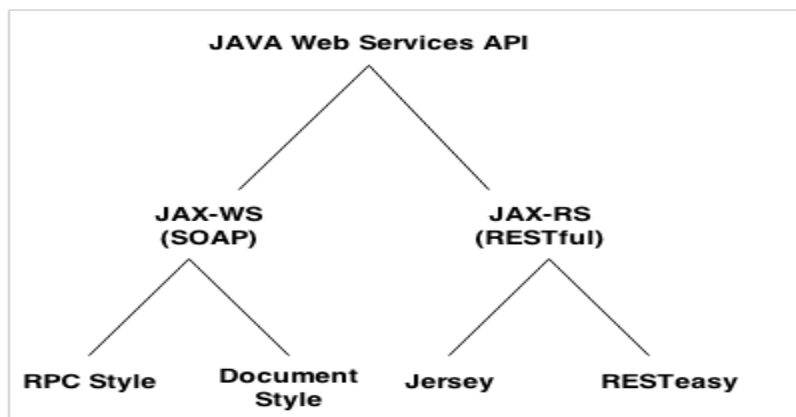 JAVA Web Services API
JAX-WS
(SOAP)
JAX-RS
(RESTful)
RPC Style
Document
Style
Jersey
RESTeasy